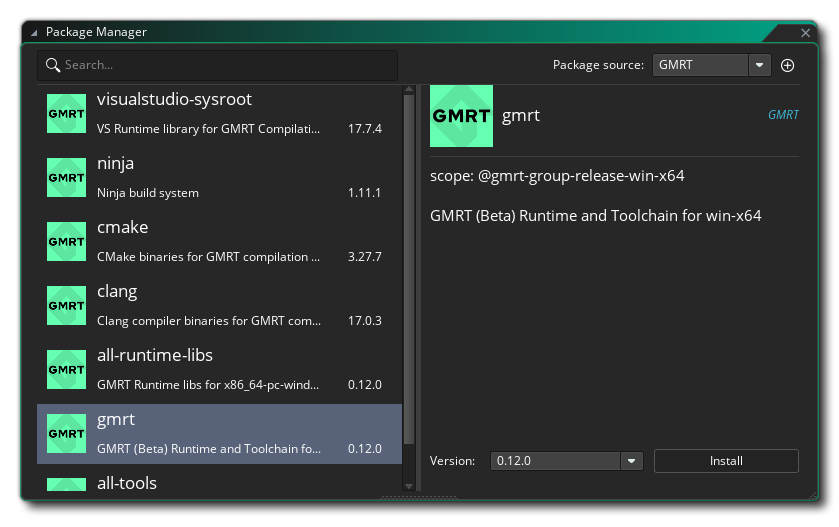 Package Manager
Search...
Package source: GMRT
GMRT
visualstudio-sysroot
VS Runtime library for GMRT Compilati... 17.7.4
GMRT
ninja
Ninja build system 1.11.1
GMRT
cmake
CMake binaries for GMRT compilation ... 3.27.7
GMRT
clang
Clang compiler binaries for GMRT com... 17.0.3
GMRT
all-runtime-libs
GMRT Runtime libs for x86_64-pc-wind... 0.12.0
GMRT
gmrt
GMRT (Beta) Runtime and Toolchain fo... 0.12.0
all-tools
GMRT
gmrt
GMRT
scope: @gmrt-group-release-win-x64
GMRT (Beta) Runtime and Toolchain for win-x64
Version: 0.12.0 Install